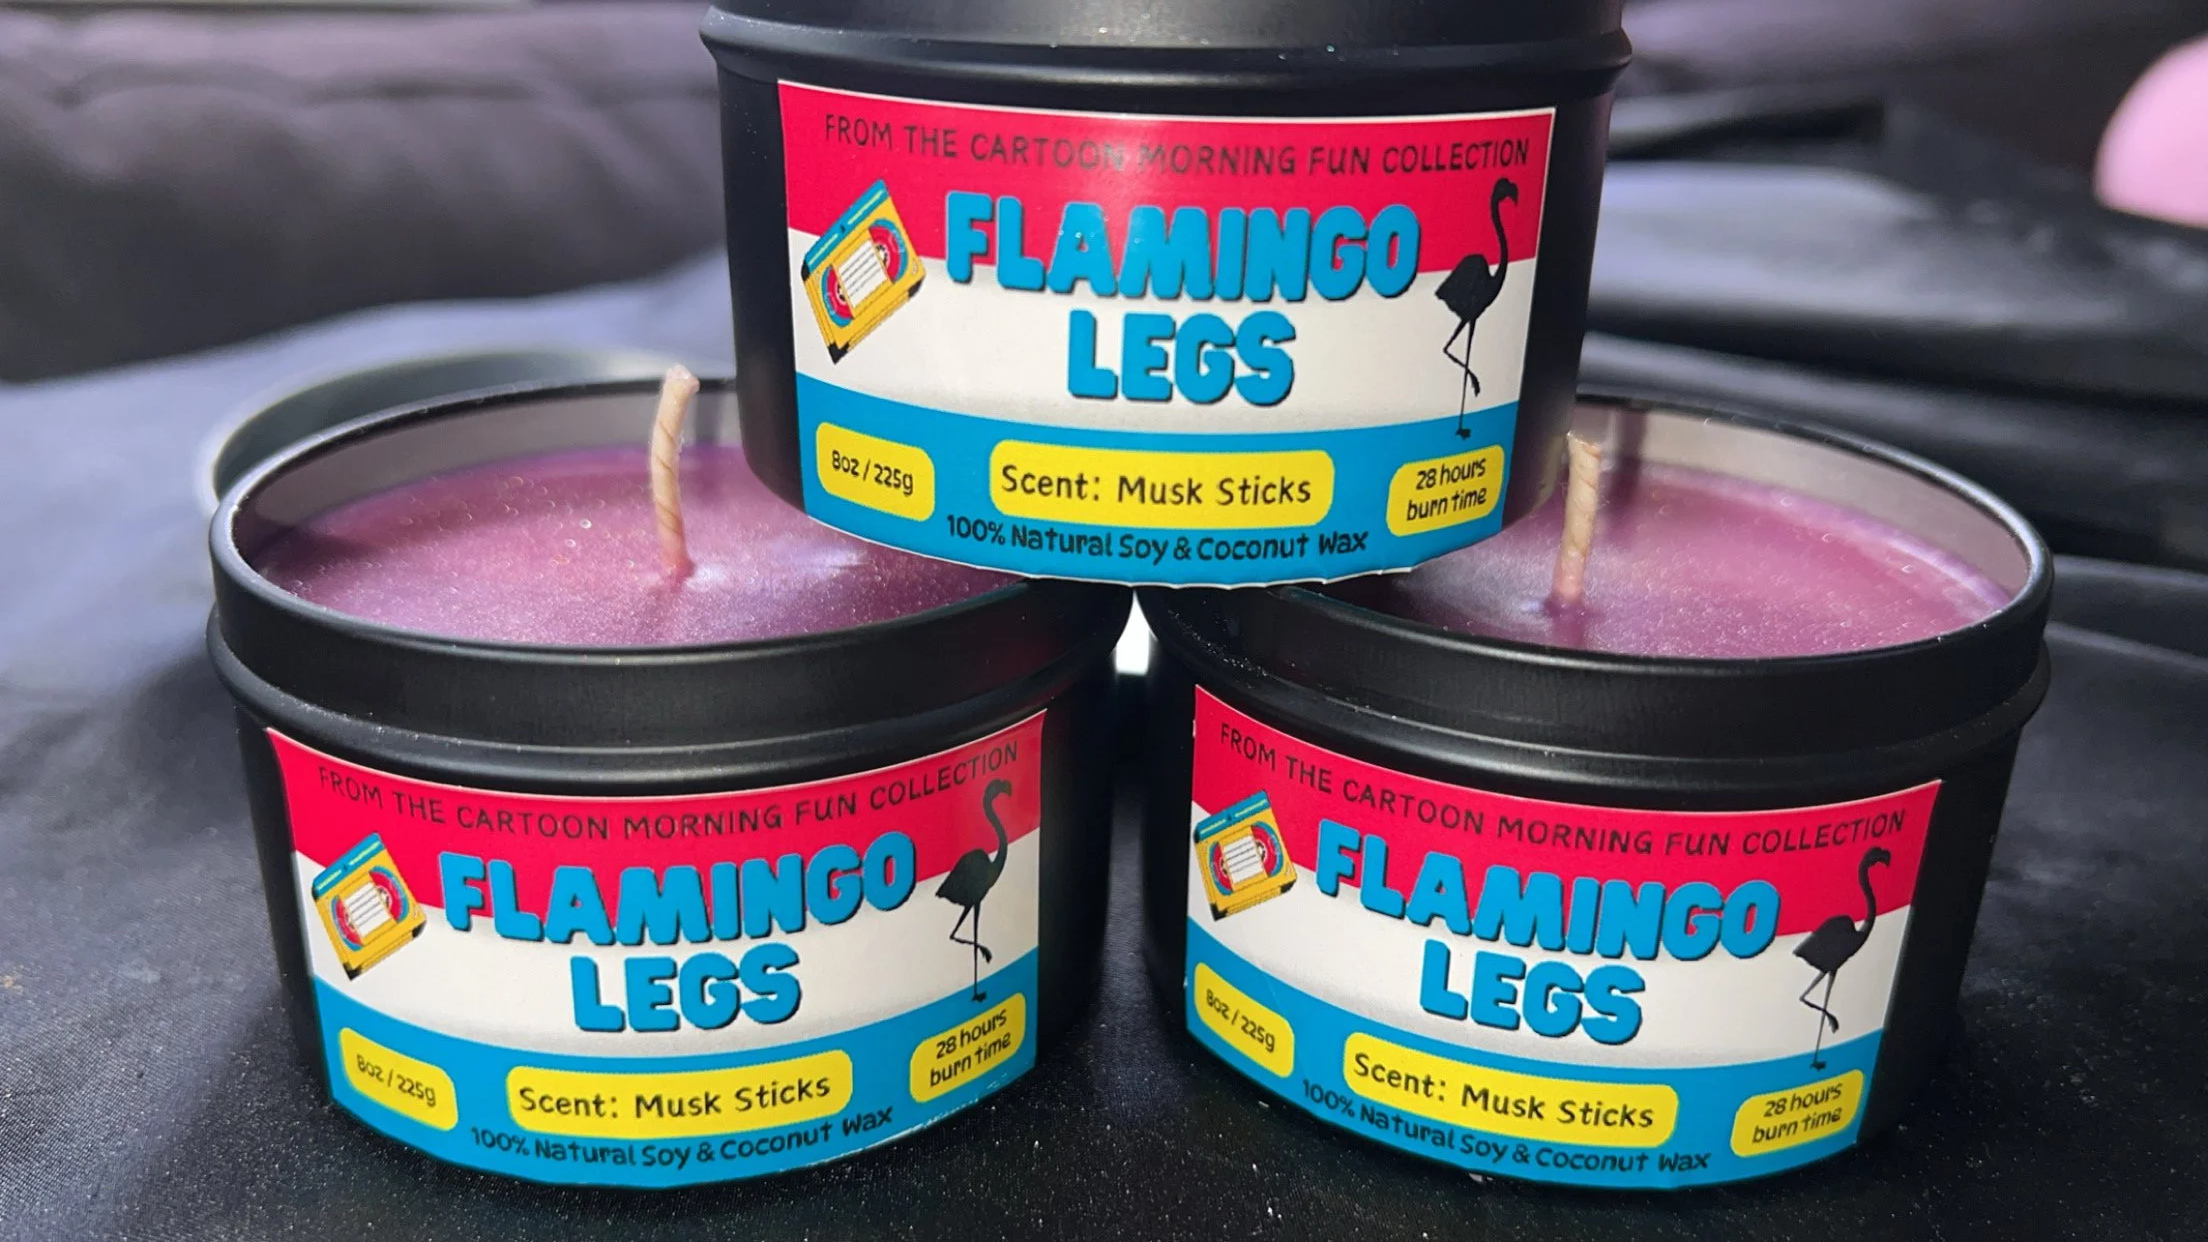 FROM THE CARTOON MORNING FUN COLLECTION
FLAMINGO
LEGS
8oz / 225g
Scent: Musk Sticks
28 hours
burn time
100% Natural Soy & Coconut Wax
FROM THE CARTOON MORNING FUN COLLECTION
FLAMINGO
LEGS
8oz / 225g
Scent: Musk Sticks
28 hours
burn time
100% Natural Soy & Coconut Wax
FROM THE CARTOON MORNING FUN COLLECTION
FLAMINGO
LEGS
8oz / 225g
Scent: Musk Sticks
28 hours
burn time
100% Natural Soy & Coconut Wax